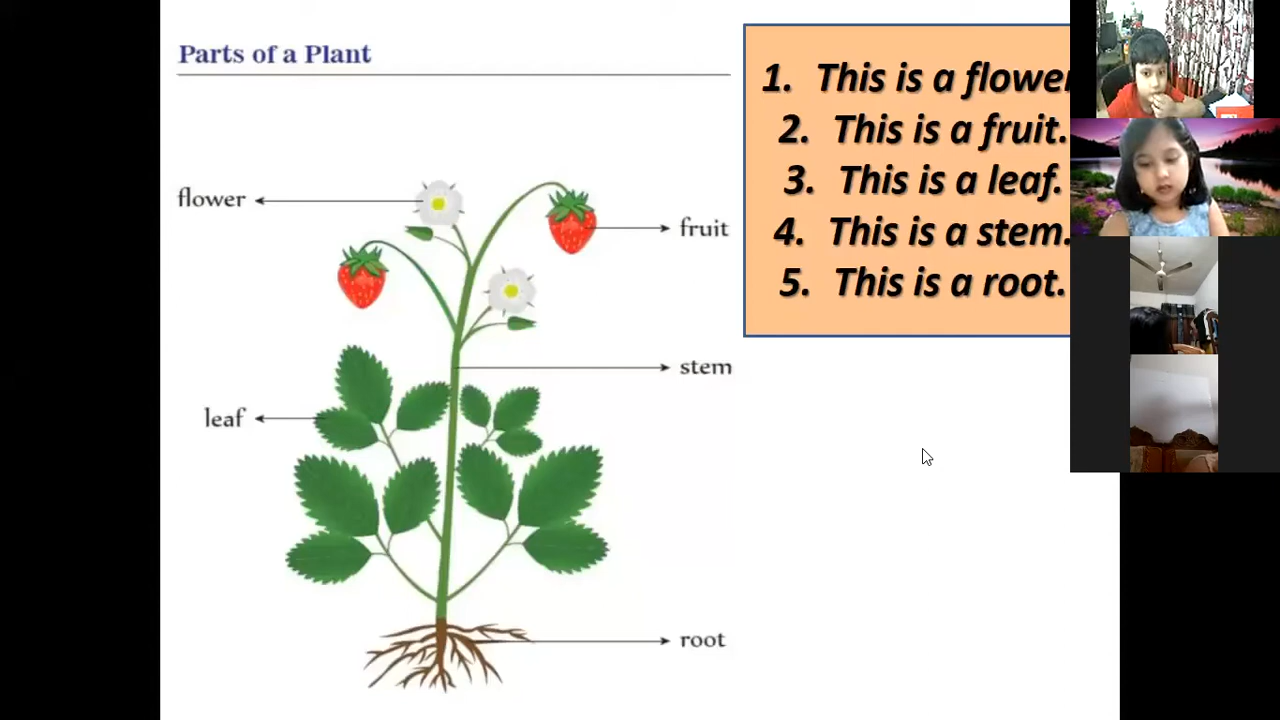 Parts of a Plant
1. This is a flower
2. This is a fruit.
3. This is a leaf.
4. This is a stem.
5. This is a root.
flower
fruit
stem
leaf
root